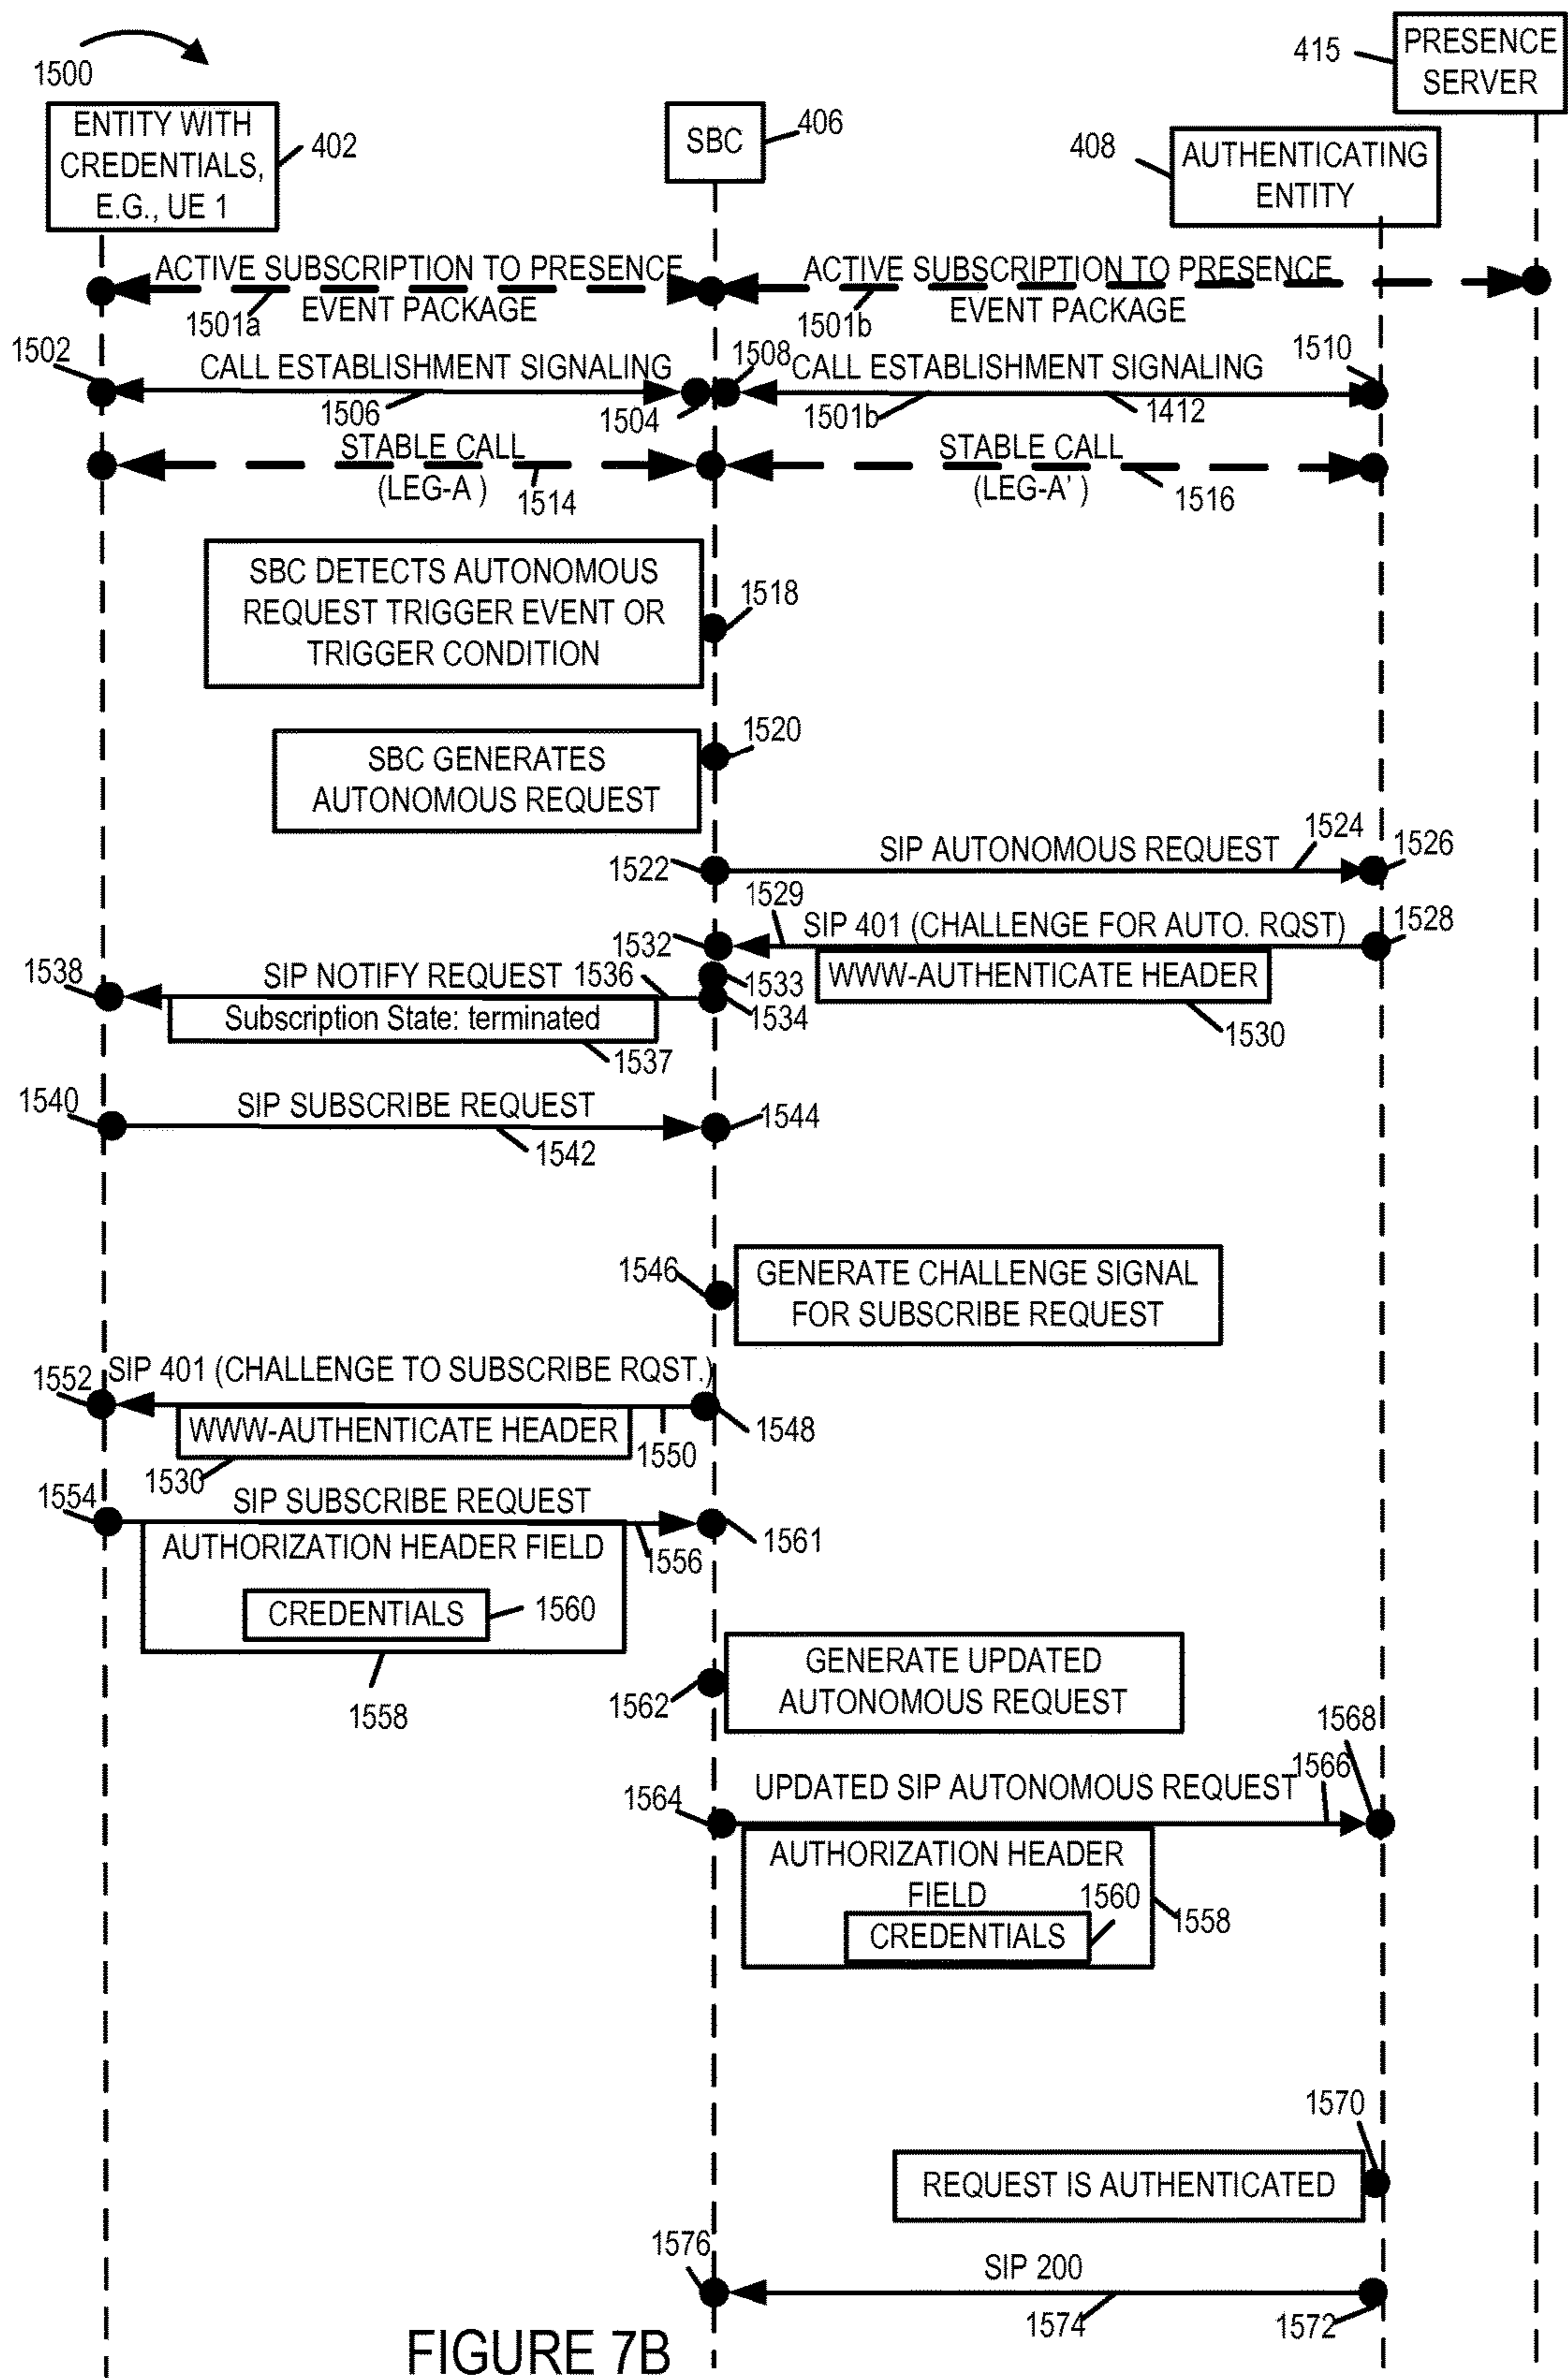 1500
415
PRESENCE
SERVER
ENTITY WITH
CREDENTIALS,
E.G., UE 1
402
SBC
406
408
AUTHENTICATING
ENTITY
ACTIVE SUBSCRIPTION TO PRESENCE
EVENT PACKAGE
1501a
ACTIVE SUBSCRIPTION TO PRESENCE
EVENT PACKAGE
1501b
1502
CALL ESTABLISHMENT SIGNALING
1506
1504
1508
CALL ESTABLISHMENT SIGNALING
1510
1501b
1412
STABLE CALL
(LEG-A )
1514
STABLE CALL
(LEG-A' )
1516
SBC DETECTS AUTONOMOUS
REQUEST TRIGGER EVENT OR
TRIGGER CONDITION
1518
SBC GENERATES
AUTONOMOUS REQUEST
1520
1522
SIP AUTONOMOUS REQUEST
1524
1526
1529
1532
SIP 401 (CHALLENGE FOR AUTO. RQST)
1528
WWW-AUTHENTICATE HEADER
1530
1533
1538
SIP NOTIFY REQUEST
1536
1534
Subscription State: terminated
1537
1540
SIP SUBSCRIBE REQUEST
1542
1544
1546
GENERATE CHALLENGE SIGNAL
FOR SUBSCRIBE REQUEST
1552
SIP 401 (CHALLENGE TO SUBSCRIBE RQST.)
WWW-AUTHENTICATE HEADER
1530
1550
1548
1554
SIP SUBSCRIBE REQUEST
1556
1561
AUTHORIZATION HEADER FIELD
CREDENTIALS
1560
1558
1562
GENERATE UPDATED
AUTONOMOUS REQUEST
1564
UPDATED SIP AUTONOMOUS REQUEST
1566
1568
AUTHORIZATION HEADER
FIELD
1560
CREDENTIALS
1558
1570
REQUEST IS AUTHENTICATED
1576
SIP 200
1574
1572
FIGURE 7B